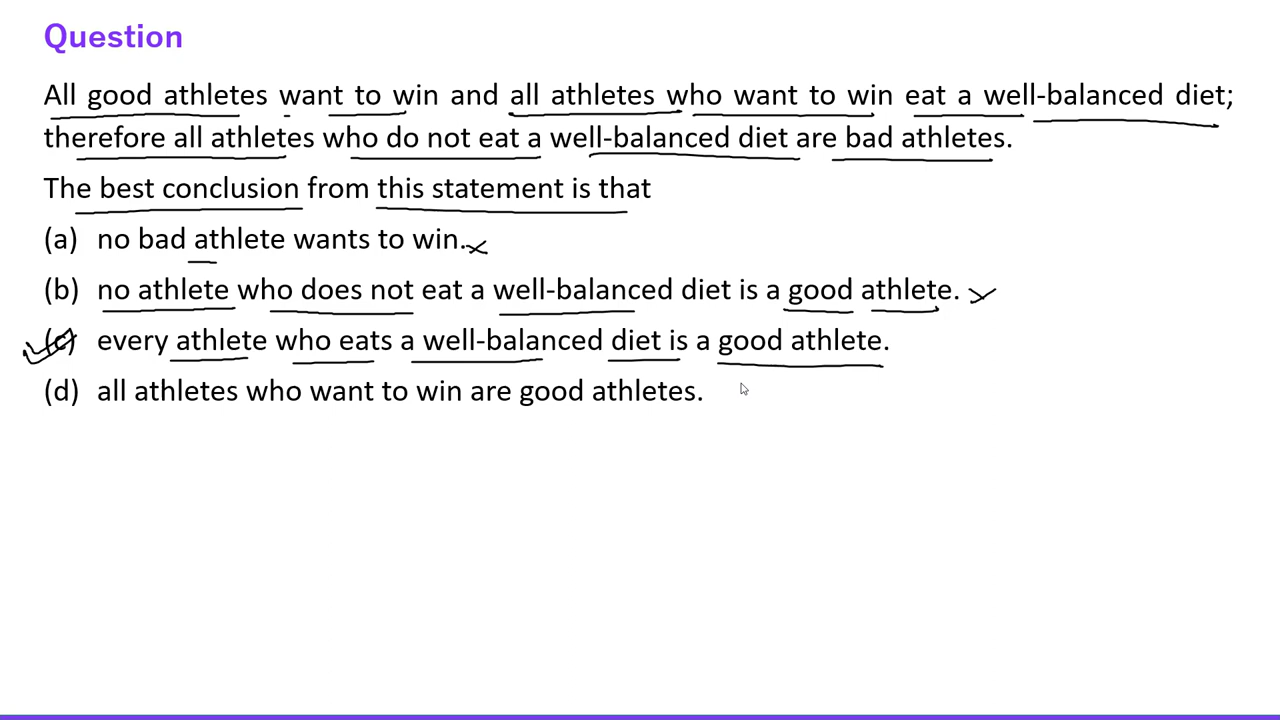 Question
All good athletes want to win and all athletes who want to win eat a well-balanced diet;
therefore all athletes who do not eat a well-balanced diet are bad athletes.
The best conclusion from this statement is that
(a) no bad athlete wants to win.
(b) no athlete who does not eat a well-balanced diet is a good athlete.
(c) every athlete who eats a well-balanced diet is a good athlete.
(d) all athletes who want to win are good athletes.